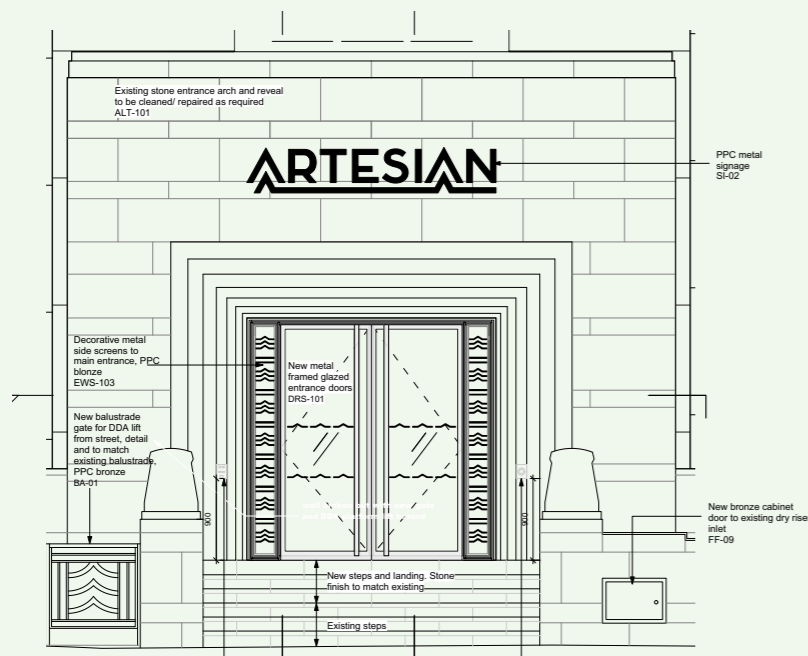 Existing stone entrance arch and reveal
to be cleaned/ repaired as required
ALT-101
ARTESIAN
PPC metal
signage
SI-02
Decorative metal
side screens to
main entrance, PPC
blonze
EWS-103
New metal
framed glazed
entrance doors
DRS-101
New balustrade
gate for DDA lift
from street, detail
and to match
existing balustrade,
PPC bronze
BA-01
900
900
New bronze cabinet
door to existing dry rise
inlet
FF-09
New steps and landing. Stone
finish to match existing
Existing steps